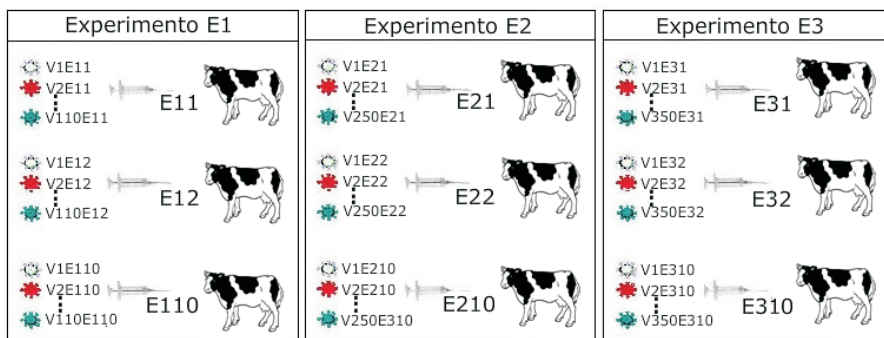 Experimento E1
V1E11
V2E11
V110E11
E11
V1E12
V2E12
V110E12
E12
V1E110
V2E110
V110E110
E110
Experimento E2
V1E21
V2E21
V250E21
E21
V1E22
V2E22
V250E22
E22
V1E210
V2E210
V250E310
E210
Experimento E3
V1E31
V2E31
V350E31
E31
V1E32
V2E32
V350E32
E32
V1E310
V2E310
V350E310
E310